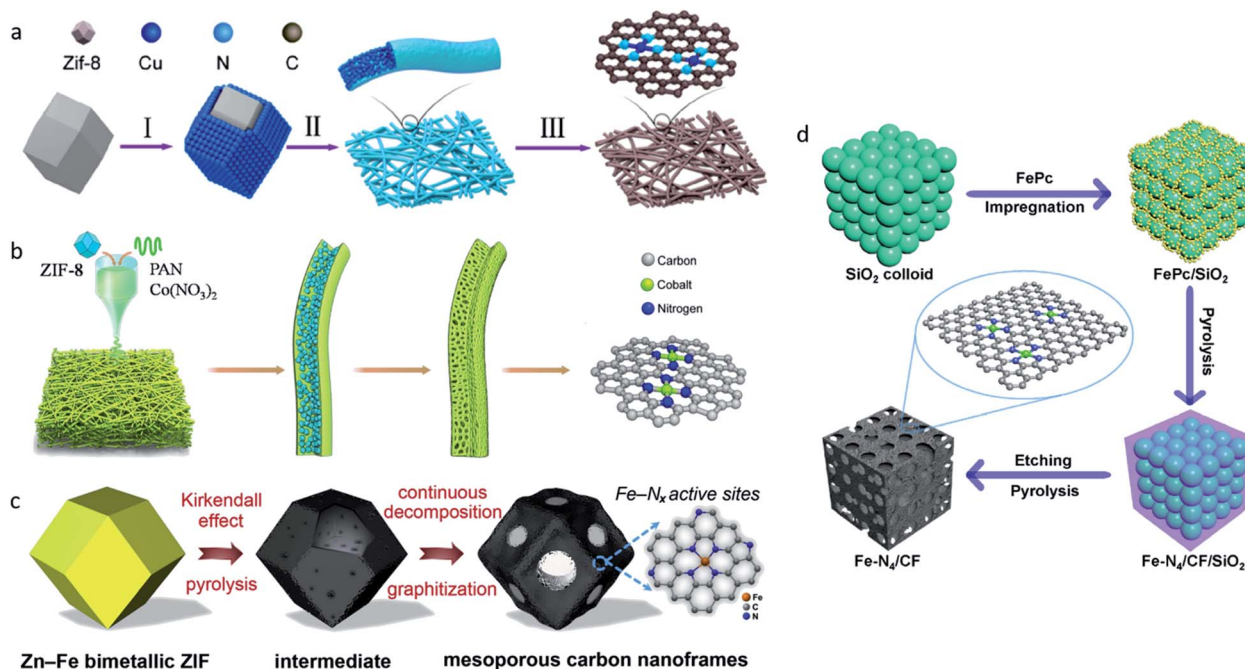 a
Zif-8
Cu
N
C
I
II
III
b
ZIF-8
PAN
Co(NO3)2
Carbon
Cobalt
Nitrogen
c
Kirkendall
effect
pyrolysis
continuous
decomposition
graphitization
Fe–Nx active sites
Fe
C
N
Zn–Fe bimetallic ZIF
intermediate
mesoporous carbon nanoframes
d
FePc
Impregnation
SiO2 colloid
FePc/SiO2
Pyrolysis
Etching
Pyrolysis
Fe-N4/CF
Fe-N4/CF/SiO2